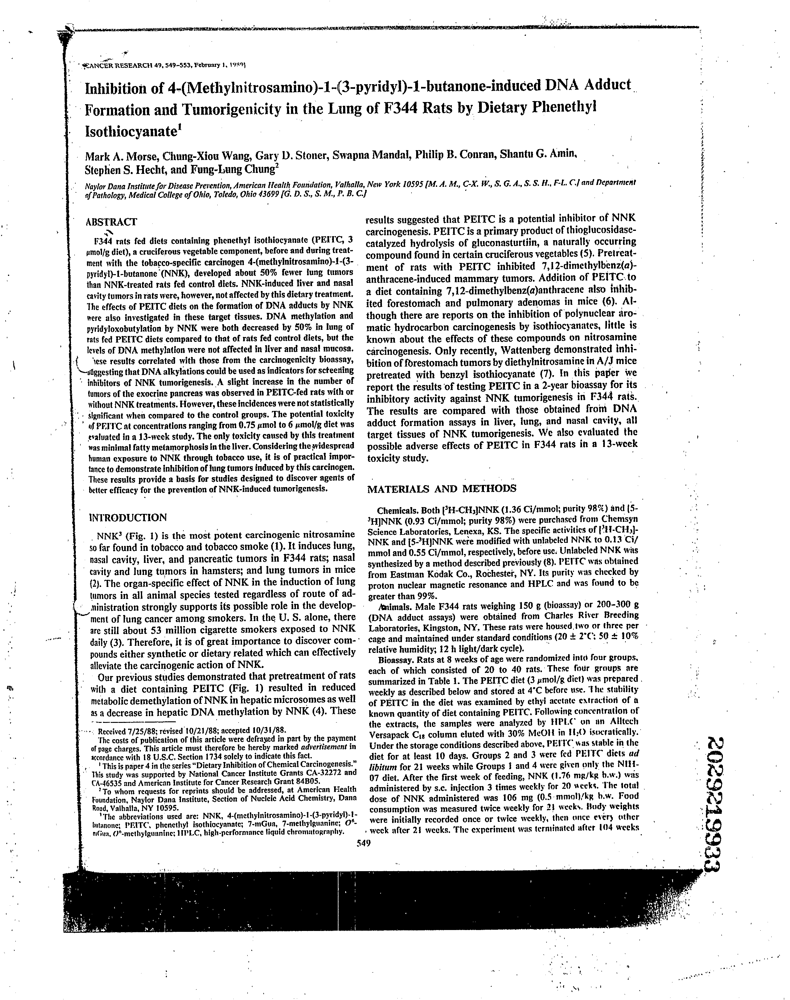 CANCER RESEARCH 49, 549-553, February 1, 1989]
Inhibition of 4-(Methylnitrosamino)-1-(3-pyridyl)-1-butanone-induced DNA Adduct
Formation and Tumorigenicity in the Lung of F344 Rats by Dietary Phenethyl
Isothiocyanate¹
Mark A. Morse, Chung-Xiou Wang, Gary D. Stoner, Swapna Mandal, Philip B. Conran, Shantu G. Amin,
Stephen S. Hecht, and Fung-Lung Chung²
Naylor Dana Institute for Disease Prevention, American Health Foundation, Valhalla, New York 10595 [M. A. M., C-X. W., S. G. A., S. S. H., F-L. C.] and Department
of Pathology, Medical College of Ohio, Toledo, Ohio 43699 [G. D. S., S. M., P. B. C.]
ABSTRACT
F344 rats fed diets containing phenethyl isothiocyanate (PEITC, 3
μmol/g diet), a cruciferous vegetable component, before and during treat-
ment with the tobacco-specific carcinogen 4-(methylnitrosamino)-1-(3-
pyridyl)-1-butanone (NNK), developed about 50% fewer lung tumors
than NNK-treated rats fed control diets. NNK-induced liver and nasal
cavity tumors in rats were, however, not affected by this dietary treatment.
The effects of PEITC diets on the formation of DNA adducts by NNK
were also investigated in these target tissues. DNA methylation and
pyridyloxobutylation by NNK were both decreased by 50% in lung of
rats fed PEITC diets compared to that of rats fed control diets, but the
levels of DNA methylation were not affected in liver and nasal mucosa.
ese results correlated with those from the carcinogenicity bioassay,
suggesting that DNA alkylations could be used as indicators for screening
inhibitors of NNK tumorigenesis. A slight increase in the number of
tumors of the exocrine pancreas was observed in PEITC-fed rats with or
without NNK treatments. However, these incidences were not statistically
significant when compared to the control groups. The potential toxicity
of PEITC at concentrations ranging from 0.75 μmol to 6 μmol/g diet was
evaluated in a 13-week study. The only toxicity caused by this treatment
was minimal fatty metamorphosis in the liver. Considering the widespread
human exposure to NNK through tobacco use, it is of great practical impor-
tance to demonstrate inhibition of lung tumors induced by this carcinogen.
These results provide a basis for studies designed to discover agents of
better efficacy for the prevention of NNK-induced tumorigenesis.
INTRODUCTION
NNK³ (Fig. 1) is the most potent carcinogenic nitrosamine
so far found in tobacco and tobacco smoke (1). It induces lung,
nasal cavity, liver, and pancreatic tumors in F344 rats; nasal
cavity and lung tumors in hamsters; and lung tumors in mice
(2). The organ-specific effect of NNK in the induction of lung
tumors in all animal species tested regardless of route of ad-
ministration strongly supports its possible role in the develop-
ment of lung cancer among smokers. In the U. S. alone, there
are still about 53 million cigarette smokers exposed to NNK
daily (3). Therefore, it is of great importance to discover com-
pounds either synthetic or dietary related which can effectively
alleviate the carcinogenic action of NNK.
Our previous studies demonstrated that pretreatment of rats
with a diet containing PEITC (Fig. 1) resulted in reduced
metabolic demethylation of NNK in hepatic microsomes as well
as a decrease in hepatic DNA methylation by NNK (4). These
Received 7/25/88; revised 10/21/88; accepted 10/31/88.
The costs of publication of this article were defrayed in part by the payment
of page charges. This article must therefore be hereby marked advertisement in
accordance with 18 U.S.C. Section 1734 solely to indicate this fact.
¹ This is paper 4 in the series "Dietary Inhibition of Chemical Carcinogenesis."
This study was supported by National Cancer Institute Grants CA-32272 and
CA-46535 and American Institute for Cancer Research Grant 84B05.
² To whom requests for reprints should be addressed, at American Health
Foundation, Naylor Dana Institute, Section of Nucleic Acid Chemistry, Dana
Road, Valhalla, NY 10595.
³ The abbreviations used are: NNK, 4-(methylnitrosamino)-1-(3-pyridyl)-1-
butanone; PEITC, phenethyl isothiocyanate; 7-mGua, 7-methylguanine; O⁶-
mGua, O⁶-methylguanine; HPLC, high-performance liquid chromatography.
results suggested that PEITC is a potential inhibitor of NNK
carcinogenesis. PEITC is a primary product of thioglucosidase-
catalyzed hydrolysis of gluconasturtiin, a naturally occurring
compound found in certain cruciferous vegetables (5). Pretreat-
ment of rats with PEITC inhibited 7,12-dimethylbenz(a)-
anthracene-induced mammary tumors. Addition of PEITC to
a diet containing 7,12-dimethylbenz(a)anthracene also inhib-
ited forestomach and pulmonary adenomas in mice (6). Al-
though there are reports on the inhibition of polynuclear aro-
matic hydrocarbon carcinogenesis by isothiocyanates, little is
known about the effects of these compounds on nitrosamine
carcinogenesis. Only recently, Wattenberg demonstrated inhi-
bition of forestomach tumors by diethylnitrosamine in A/J mice
pretreated with benzyl isothiocyanate (7). In this paper we
report the results of testing PEITC in a 2-year bioassay for its
inhibitory activity against NNK tumorigenesis in F344 rats.
The results are compared with those obtained from DNA
adduct formation assays in liver, lung, and nasal cavity, all
target tissues of NNK tumorigenesis. We also evaluated the
possible adverse effects of PEITC in F344 rats in a 13-week
toxicity study.
MATERIALS AND METHODS
Chemicals. Both [³H-CH₃]NNK (1.36 Ci/mmol; purity 98%) and [5-
³H]NNK (0.93 Ci/mmol; purity 98%) were purchased from Chemsyn
Science Laboratories, Lenexa, KS. The specific activities of [³H-CH₃]-
NNK and [5-³H]NNK were modified with unlabeled NNK to 0.13 Ci/
mmol and 0.55 Ci/mmol, respectively, before use. Unlabeled NNK was
synthesized by a method described previously (8). PEITC was obtained
from Eastman Kodak Co., Rochester, NY. Its purity was checked by
proton nuclear magnetic resonance and HPLC and was found to be
greater than 99%.
Animals. Male F344 rats weighing 150 g (bioassay) or 200-300 g
(DNA adduct assays) were obtained from Charles River Breeding
Laboratories, Kingston, NY. These rats were housed two or three per
cage and maintained under standard conditions (20 ± 2°C; 50 ± 10%
relative humidity; 12 h light/dark cycle).
Bioassay. Rats at 8 weeks of age were randomized into four groups,
each of which consisted of 20 to 40 rats. These four groups are
summarized in Table 1. The PEITC diet (3 μmol/g diet) was prepared
weekly as described below and stored at 4°C before use. The stability
of PEITC in the diet was examined by ethyl acetate extraction of a
known quantity of diet containing PEITC. Following concentration of
the extracts, the samples were analyzed by HPLC on an Alltech
Versapack C₁₈ column eluted with 30% MeOH in H₂O isocratically.
Under the storage conditions described above, PEITC was stable in the
diet for at least 10 days. Groups 2 and 3 were fed PEITC diets ad
libitum for 21 weeks while Groups 1 and 4 were given only the NIH-
07 diet. After the first week of feeding, NNK (1.76 mg/kg b.w.) was
administered by s.c. injection 3 times weekly for 20 weeks. The total
dose of NNK administered was 106 mg (0.5 mmol)/kg b.w. Food
consumption was measured twice weekly for 21 weeks. Body weights
were initially recorded once or twice weekly, then once every other
week after 21 weeks. The experiment was terminated after 104 weeks
549
2029219933